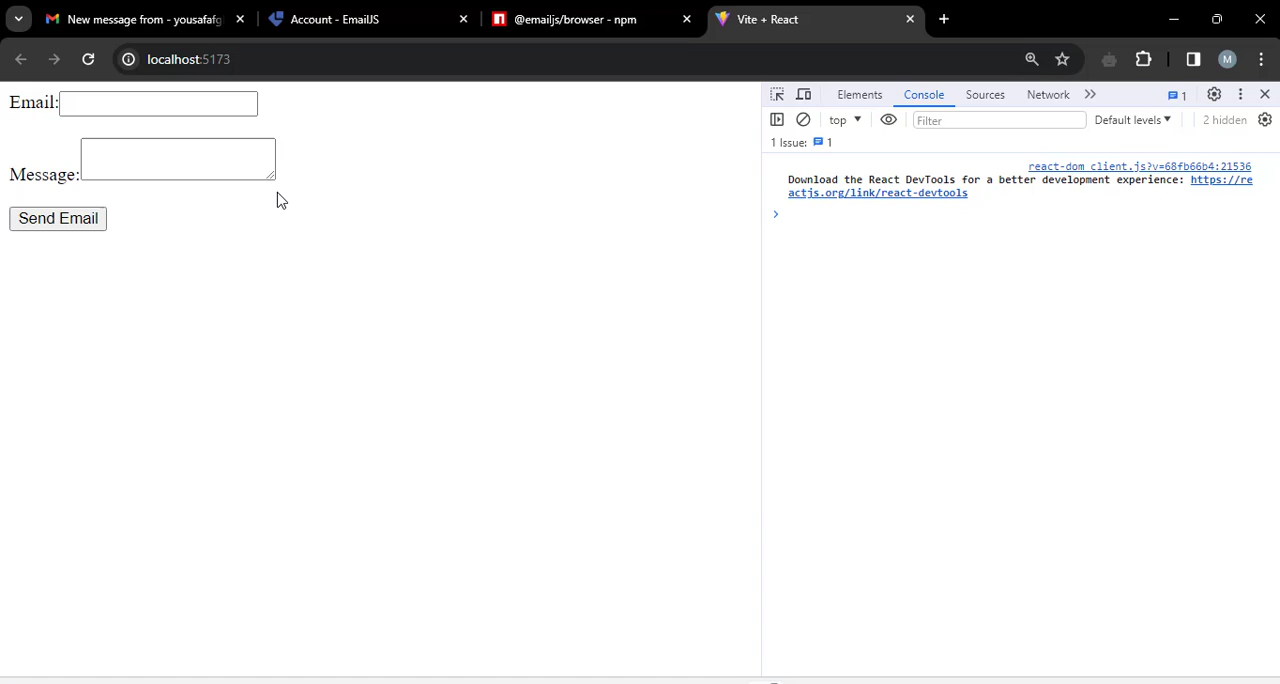 New message from - yousafafg
Account - EmailJS
@emailjs/browser - npm
Vite + React
localhost:5173
M
Email:
Message:
Send Email
Elements
Console
Sources
Network
1
top
Filter
Default levels
2 hidden
1 Issue:
1
react-dom_client.js?v=68fb66b4:21536
Download the React DevTools for a better development experience: https://re
actjs.org/link/react-devtools